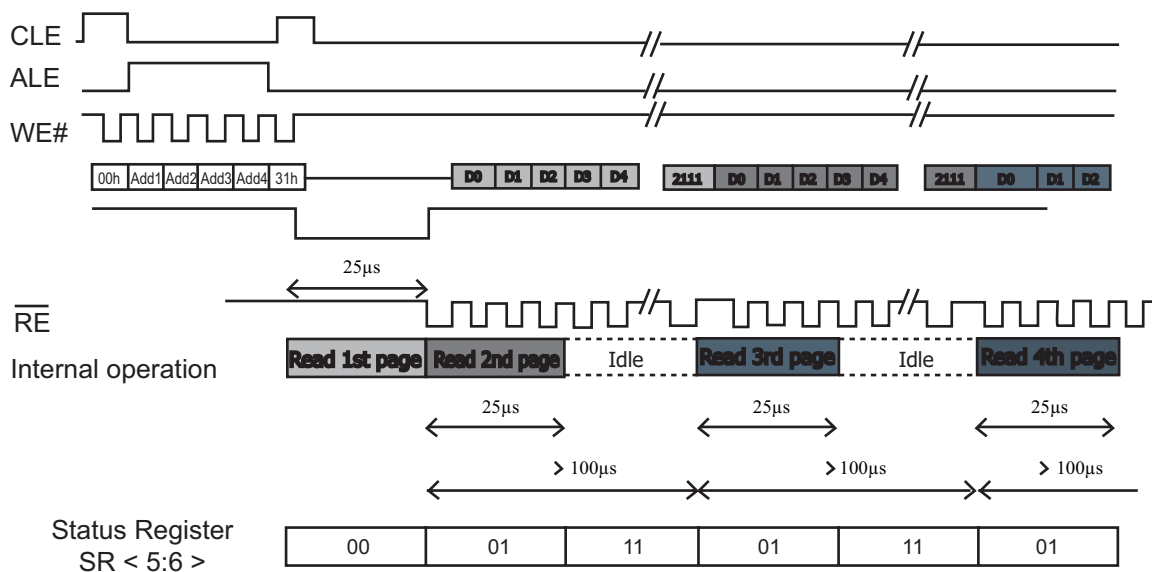 CLE
ALE
WE#
00h Add1 Add2 Add3 Add4 31h D0 D1 D2 D3 D4 2111 D0 D1 D2 D3 D4 2111 D0 D1 D2
25µs
RE
Internal operation Read 1st page Read 2nd page Idle Read 3rd page Idle Read 4th page
25µs 25µs 25µs
> 100µs > 100µs > 100µs
Status Register 00 01 11 01 11 01
SR < 5:6 >